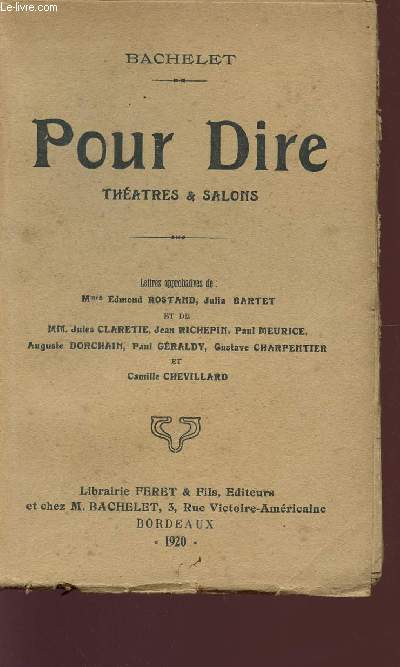 Le-livre.com
BACHELET
Pour Dire
THÉATRES & SALONS
Lettres approbatives de :
Mmes Edmond ROSTAND, Julia BARTET
ET DE
MM. Jules CLARETIE, Jean RICHEPIN, Paul MEURICE,
Auguste DORCHAIN, Paul GÉRALDY, Gustave CHARPENTIER
ET
Camille CHEVILLARD
Librairie FERET & Fils, Editeurs
et chez M. BACHELET, 3, Rue Victoire-Américaine
BORDEAUX
- 1920 -